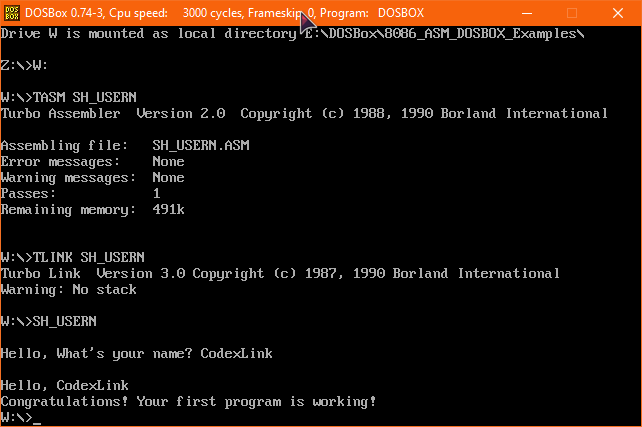 DOSBox 0.74-3, Cpu speed: 3000 cycles, Frameskip 0, Program: DOSBOX
Drive W is mounted as local directory E:\DOSBox\8086_ASM_DOSBOX_Examples\
Z:\>W:
W:\>TASM SH_USERN
Turbo Assembler Version 2.0 Copyright (c) 1988, 1990 Borland International
Assembling file: SH_USERN.ASM
Error messages: None
Warning messages: None
Passes: 1
Remaining memory: 491k
W:\>TLINK SH_USERN
Turbo Link Version 3.0 Copyright (c) 1987, 1990 Borland International
Warning: No stack
W:\>SH_USERN
Hello, What's your name? CodexLink
Hello, CodexLink
Congratulations! Your first program is working!
W:\>_